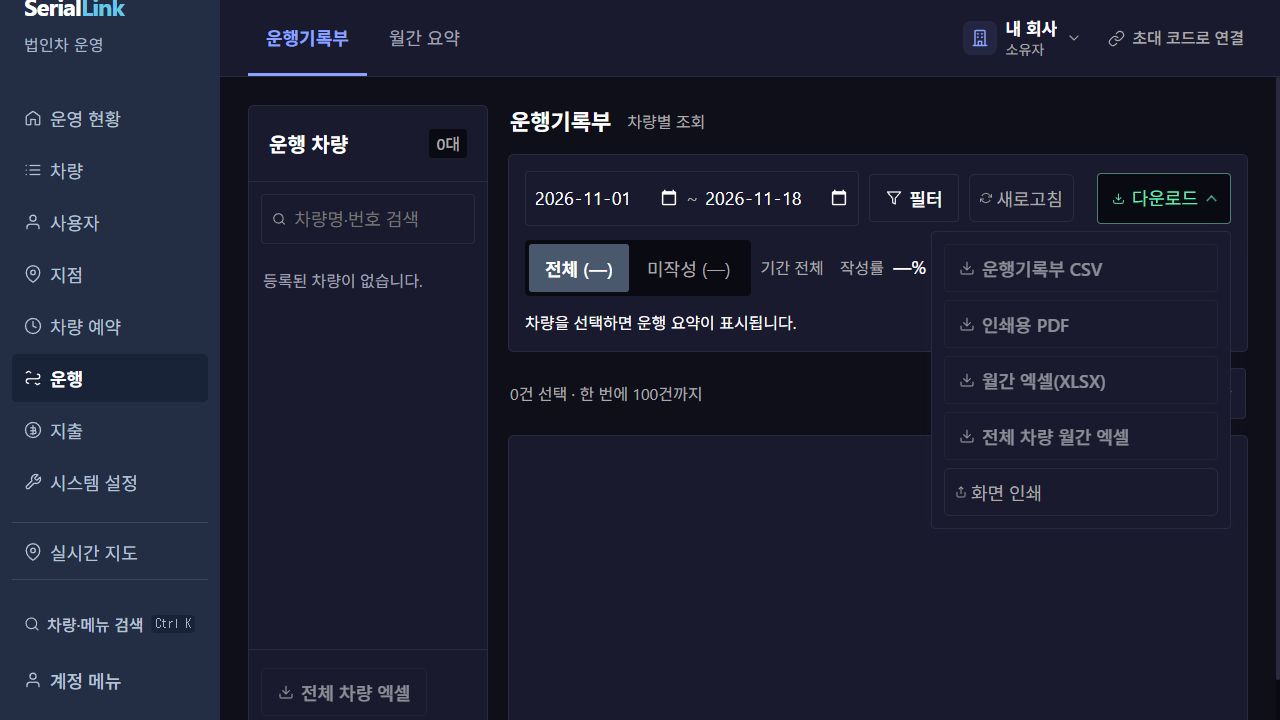 SerialLink
법인차 운영
운영 현황
차량
사용자
지점
차량 예약
운행
지출
시스템 설정
실시간 지도
차량·메뉴 검색 Ctrl K
계정 메뉴
운행기록부 월간 요약
내 회사
소유자
초대 코드로 연결
운행 차량 0대
차량명·번호 검색
등록된 차량이 없습니다.
전체 차량 엑셀
운행기록부 차량별 조회
2026-11-01 ~ 2026-11-18 필터 새로고침 다운로드
전체 (—) 미작성 (—) 기간 전체 작성률 —%
차량을 선택하면 운행 요약이 표시됩니다.
0건 선택 · 한 번에 100건까지
운행기록부 CSV
인쇄용 PDF
월간 엑셀(XLSX)
전체 차량 월간 엑셀
화면 인쇄